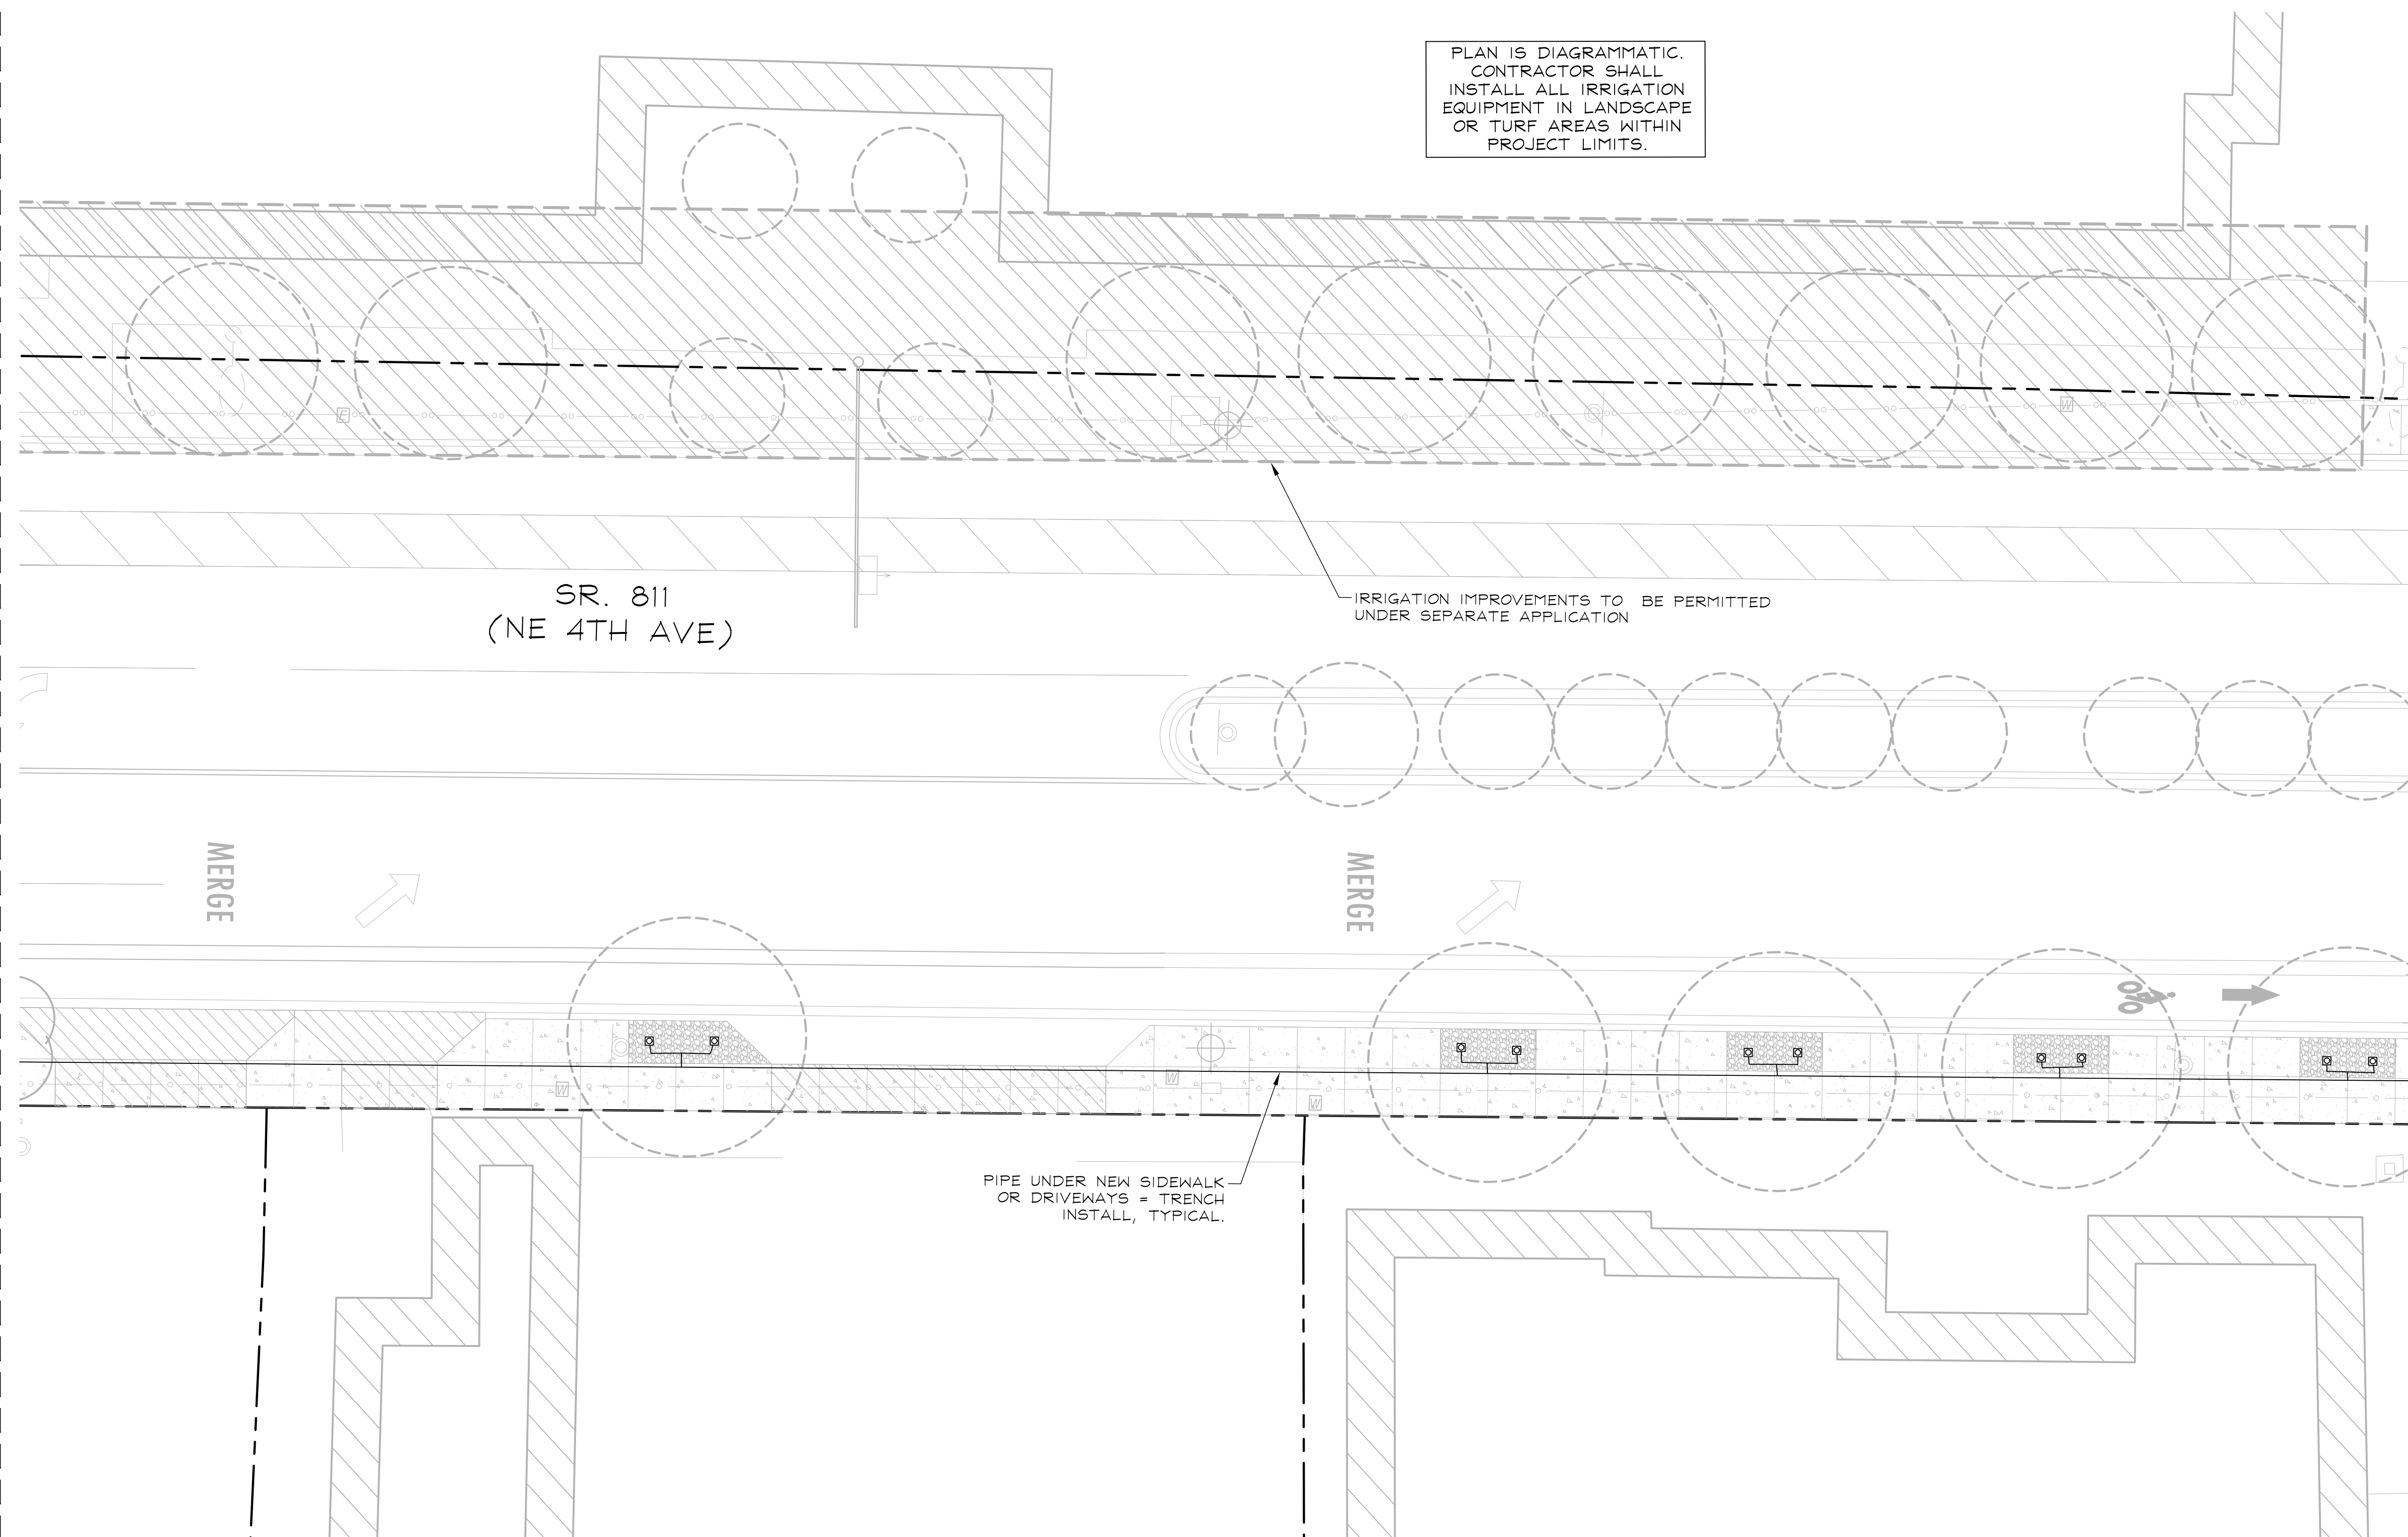 PLAN IS DIAGRAMMATIC.
CONTRACTOR SHALL
INSTALL ALL IRRIGATION
EQUIPMENT IN LANDSCAPE
OR TURF AREAS WITHIN
PROJECT LIMITS.
E
W
SR. 811
(NE 4TH AVE)
IRRIGATION IMPROVEMENTS TO BE PERMITTED
UNDER SEPARATE APPLICATION
MERGE
MERGE
W
W
W
PIPE UNDER NEW SIDEWALK
OR DRIVEWAYS = TRENCH
INSTALL, TYPICAL.